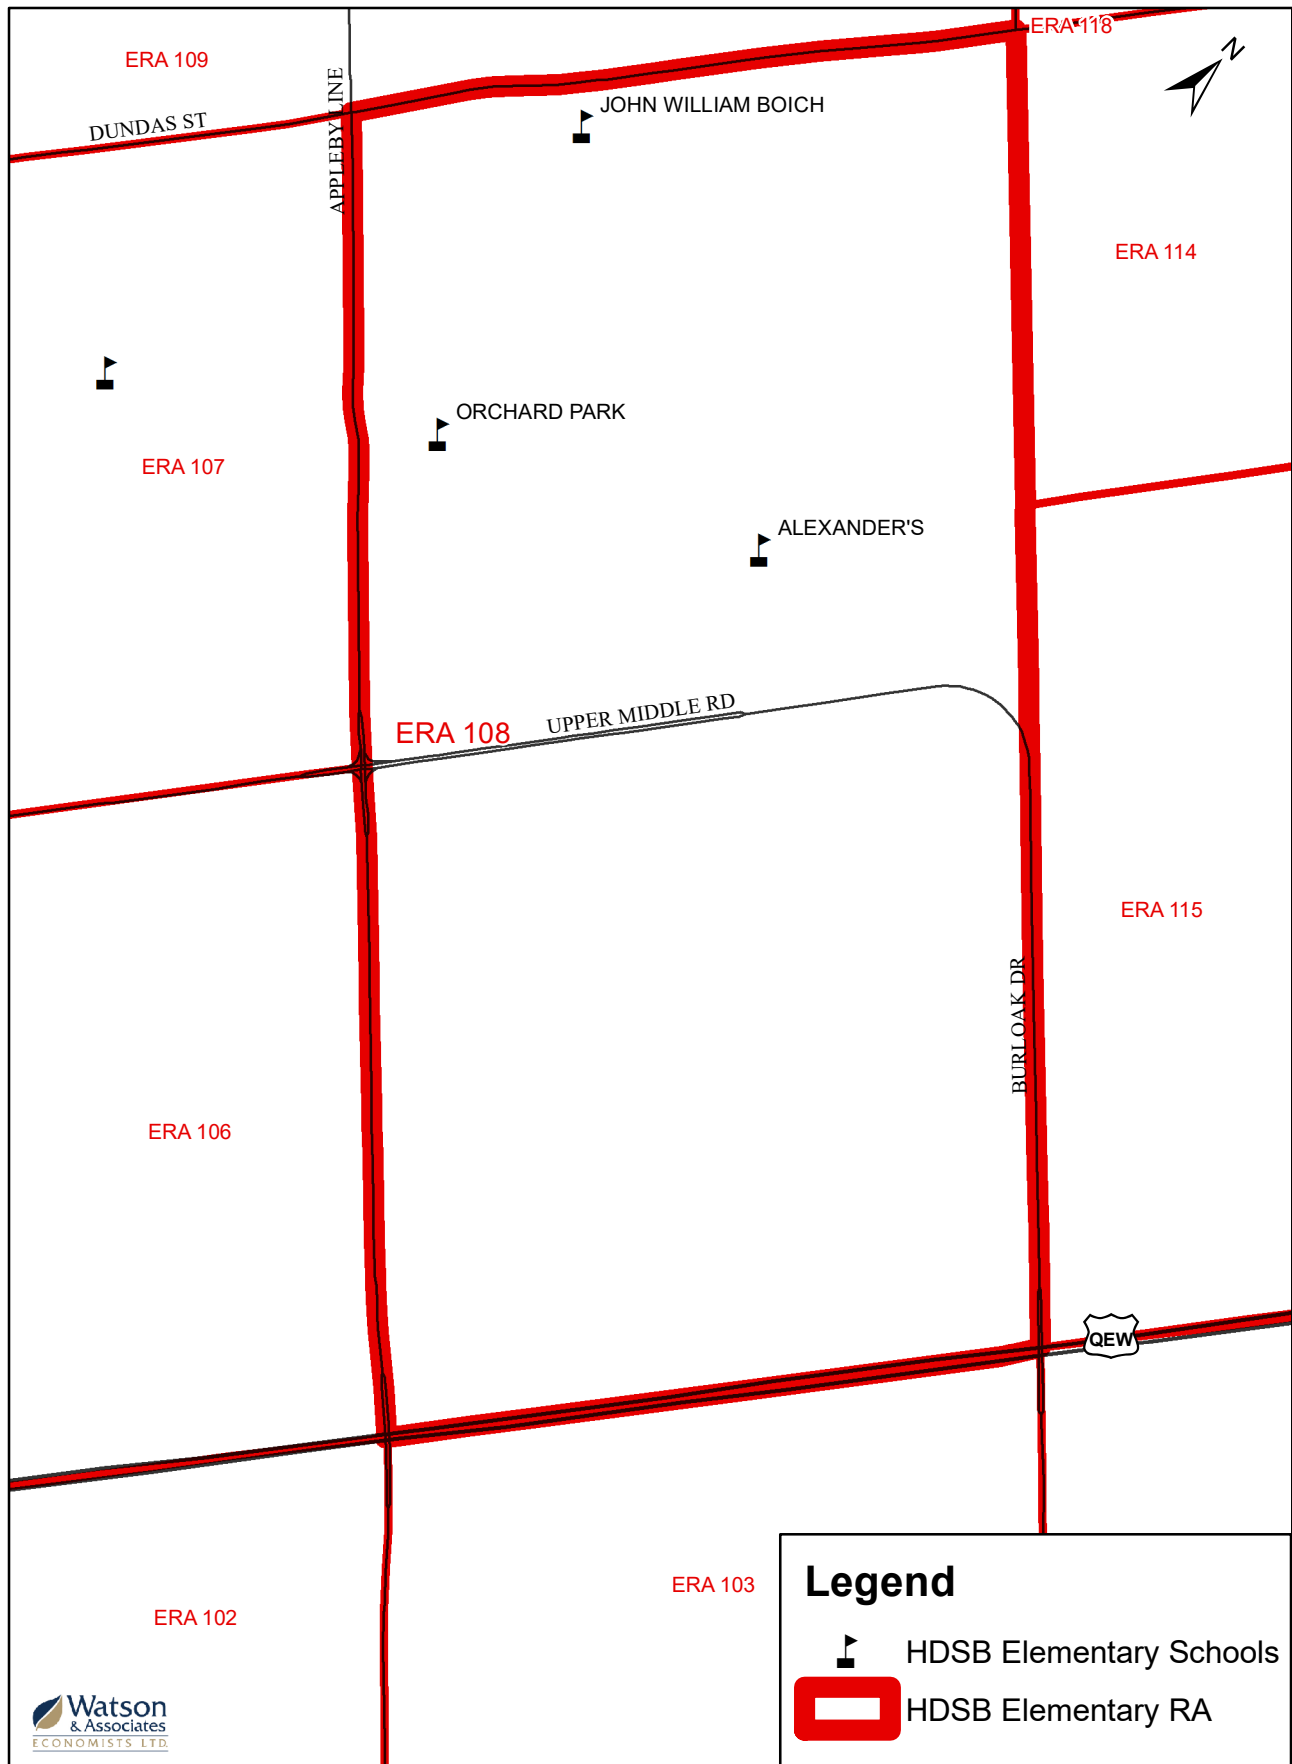 ERA 118
ERA 109
N
JOHN WILLIAM BOICH
DUNDAS ST
APPLEBY LINE
ERA 114
ORCHARD PARK
ERA 107
ALEXANDER'S
UPPER MIDDLE RD
ERA 108
ERA 115
BURLOAK DR
ERA 106
QEW
ERA 103
ERA 102
Legend
HDSB Elementary Schools
HDSB Elementary RA
Watson
& Associates
ECONOMISTS LTD.